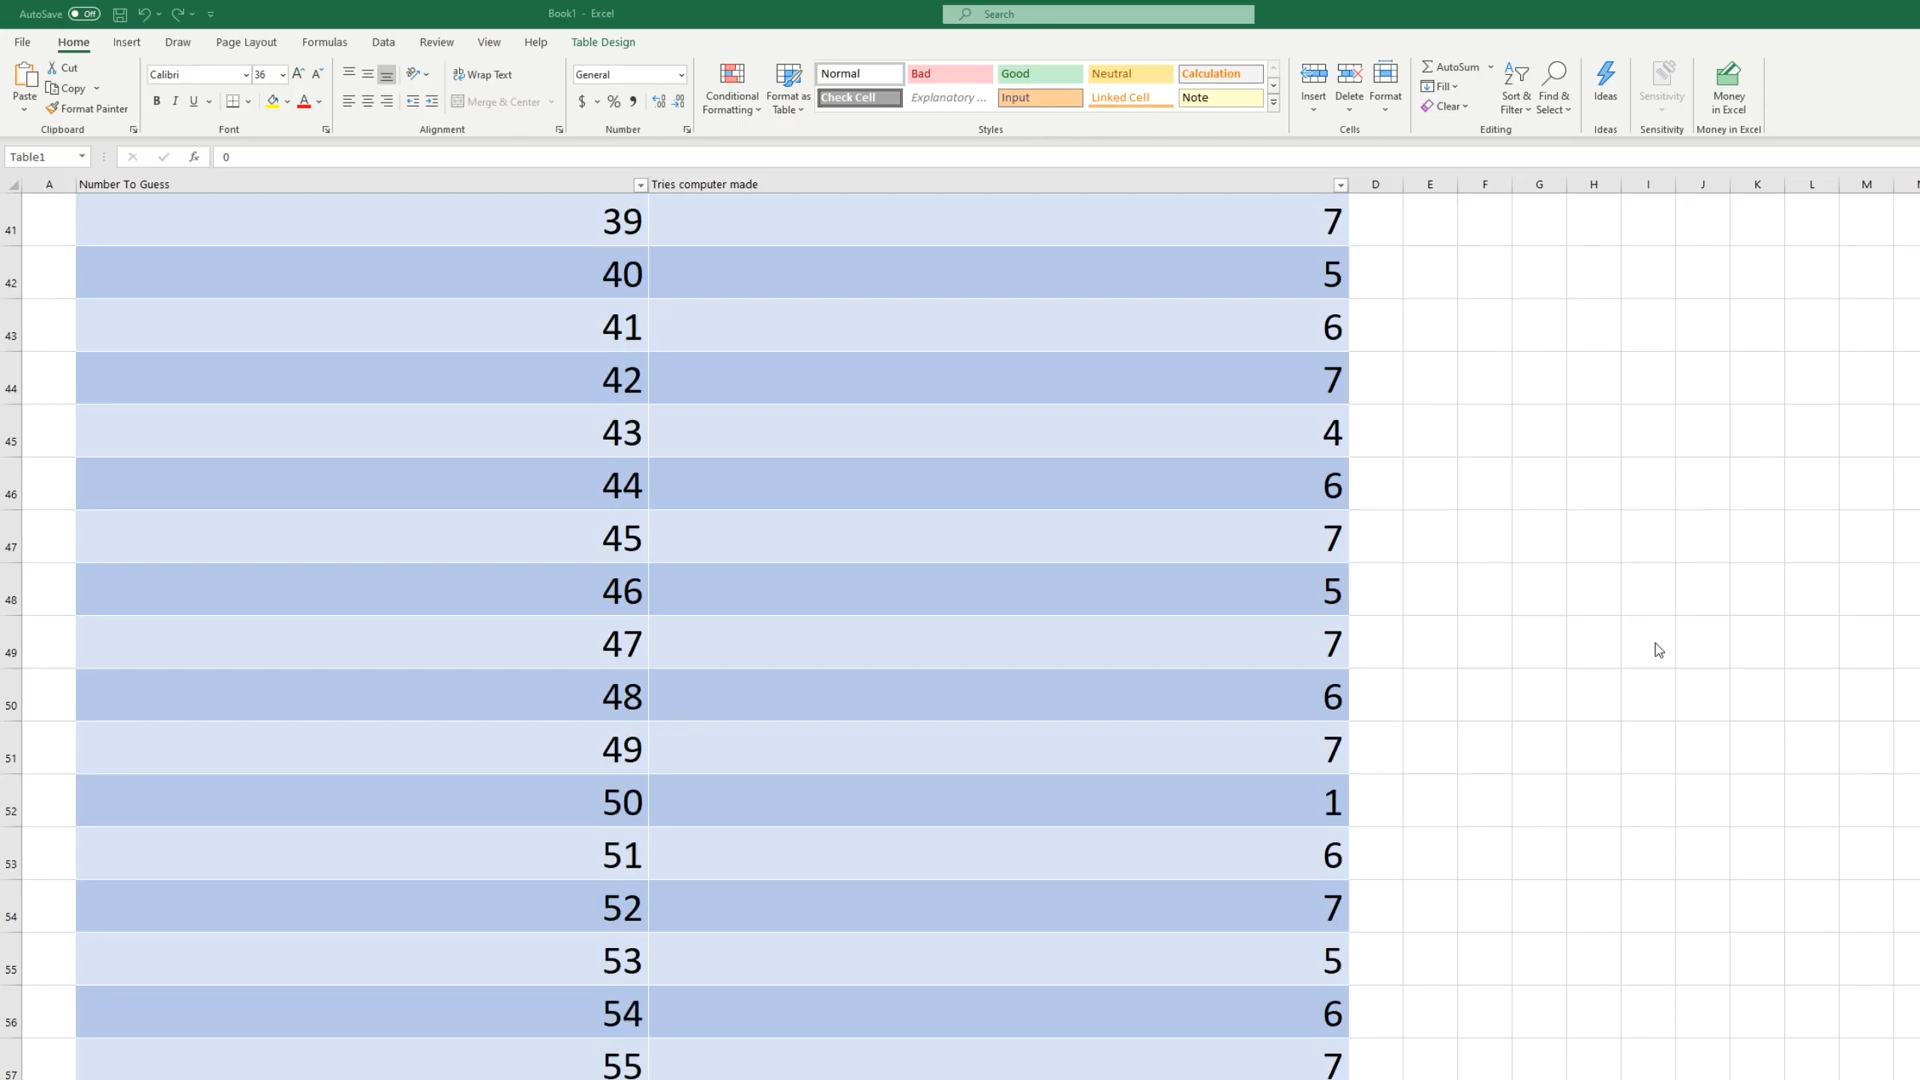 AutoSave Off Book1 - Excel Search
File Home Insert Draw Page Layout Formulas Data Review View Help Table Design
Paste Cut Copy Format Painter Clipboard
Calibri 36 A A B I U A Font
Wrap Text Merge & Center Alignment
General $ % , Number
Conditional Formatting Format as Table
Normal Bad Good Neutral Calculation
Check Cell Explanatory ... Input Linked Cell Note
Styles
Insert Delete Format Cells
AutoSum Fill Clear Sort & Filter Find & Select Editing
Ideas Ideas
Sensitivity Sensitivity
Money in Excel Money in Excel
Table1 fx 0
A Number To Guess Tries computer made D E F G H I J K L M
41 39 7
42 40 5
43 41 6
44 42 7
45 43 4
46 44 6
47 45 7
48 46 5
49 47 7
50 48 6
51 49 7
52 50 1
53 51 6
54 52 7
55 53 5
56 54 6
57 55 7